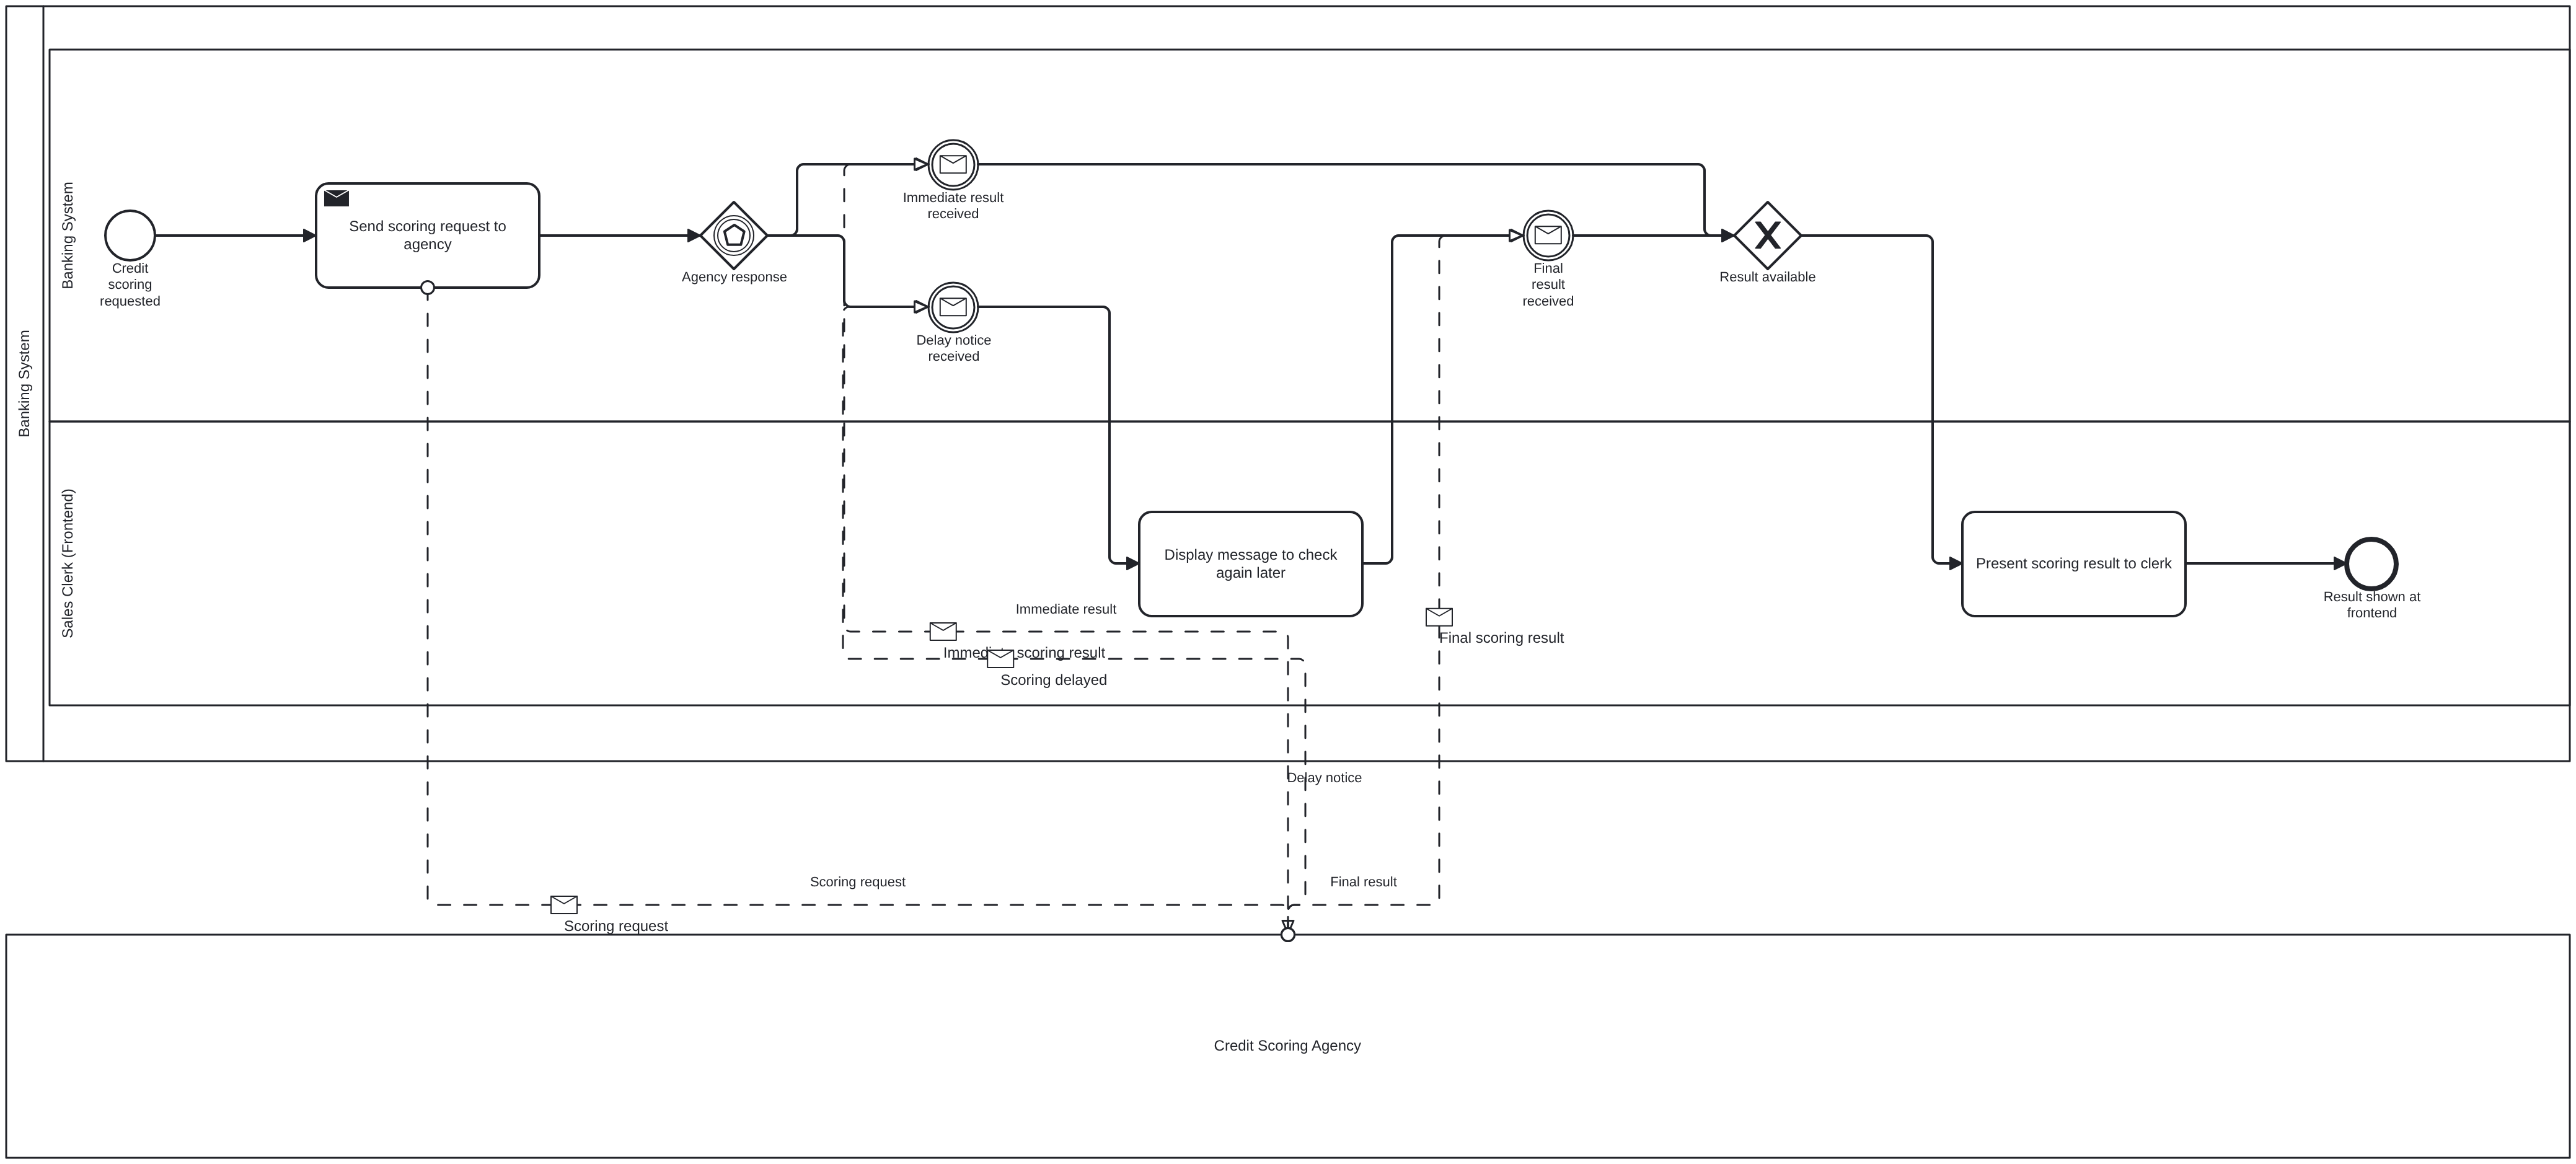 Banking System
Banking System
Sales Clerk (Frontend)
Credit
scoring
requested
Send scoring request to
agency
Agency response
Immediate result
received
Delay notice
received
Final
result
received
Result available
Display message to check
again later
Present scoring result to clerk
Result shown at
frontend
Immediate result
Immediate scoring result
Scoring delayed
Final scoring result
Delay notice
Scoring request
Final result
Scoring request
Credit Scoring Agency